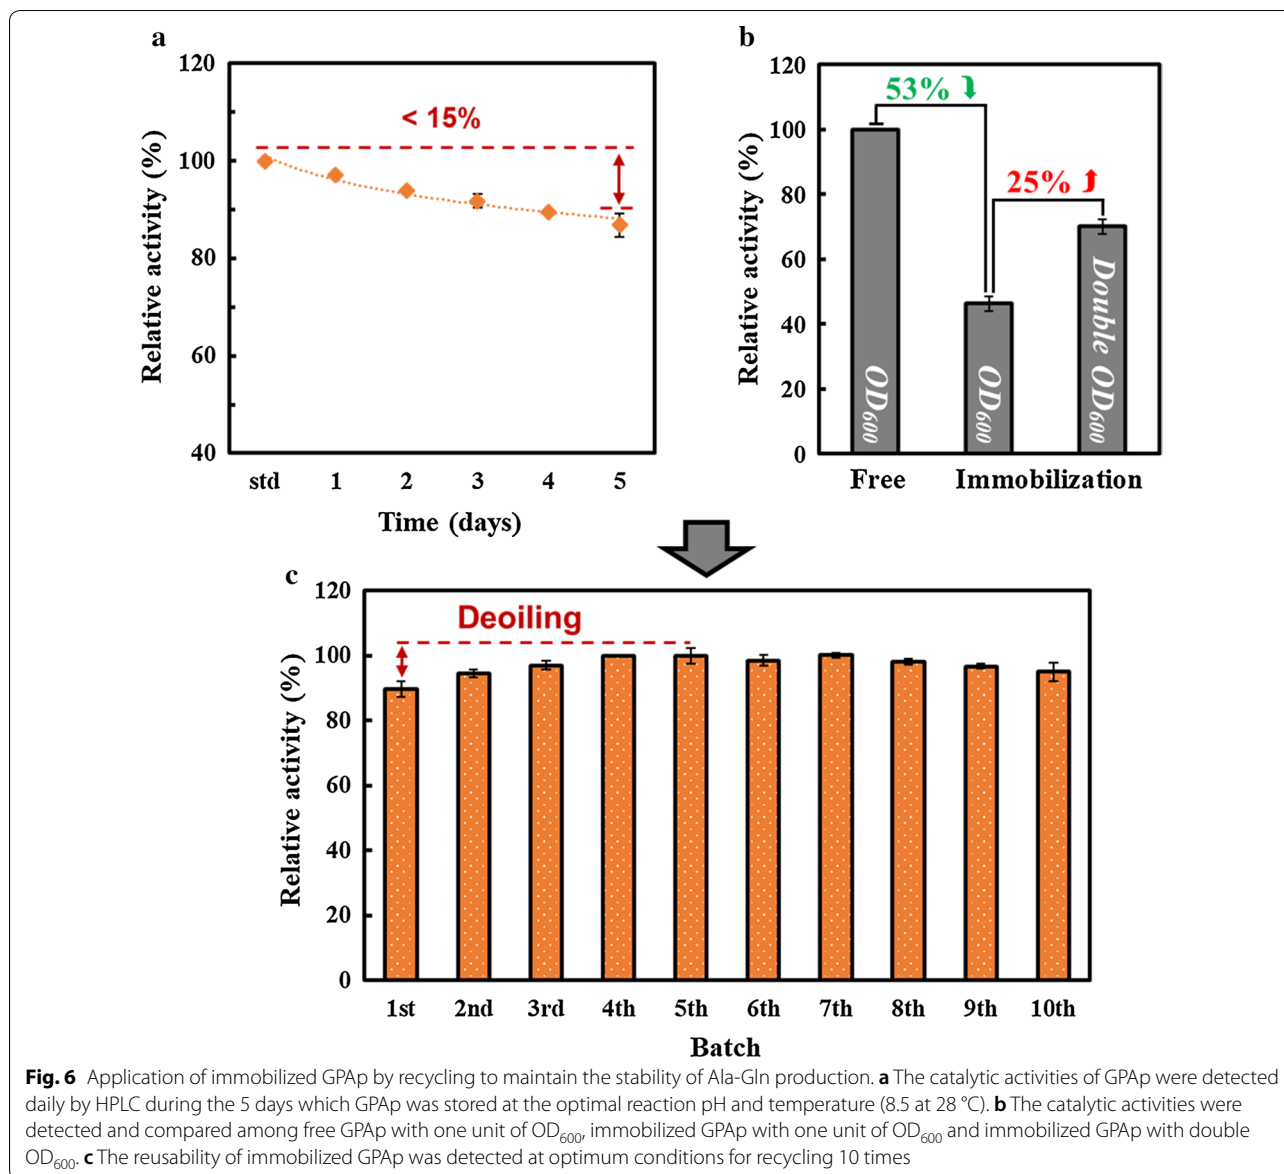 a
120
100
80
60
40
Relative activity (%)
< 15%
std 1 2 3 4 5
Time (days)
b
120
100
80
60
40
20
0
Relative activity (%)
53%
25%
OD600
OD600
Double OD600
Free Immobilization
c
120
100
80
60
40
20
0
Relative activity (%)
Deoiling
1st 2nd 3rd 4th 5th 6th 7th 8th 9th 10th
Batch
Fig. 6 Application of immobilized GPAp by recycling to maintain the stability of Ala-Gln production. a The catalytic activities of GPAp were detected
daily by HPLC during the 5 days which GPAp was stored at the optimal reaction pH and temperature (8.5 at 28 °C). b The catalytic activities were
detected and compared among free GPAp with one unit of OD600, immobilized GPAp with one unit of OD600 and immobilized GPAp with double
OD600. c The reusability of immobilized GPAp was detected at optimum conditions for recycling 10 times